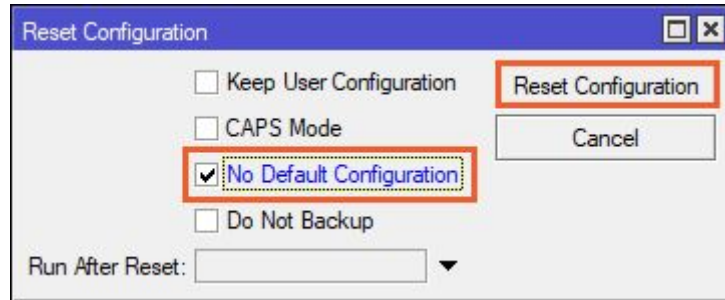 Reset Configuration
Keep User Configuration
Reset Configuration
CAPS Mode
Cancel
No Default Configuration
Do Not Backup
Run After Reset: